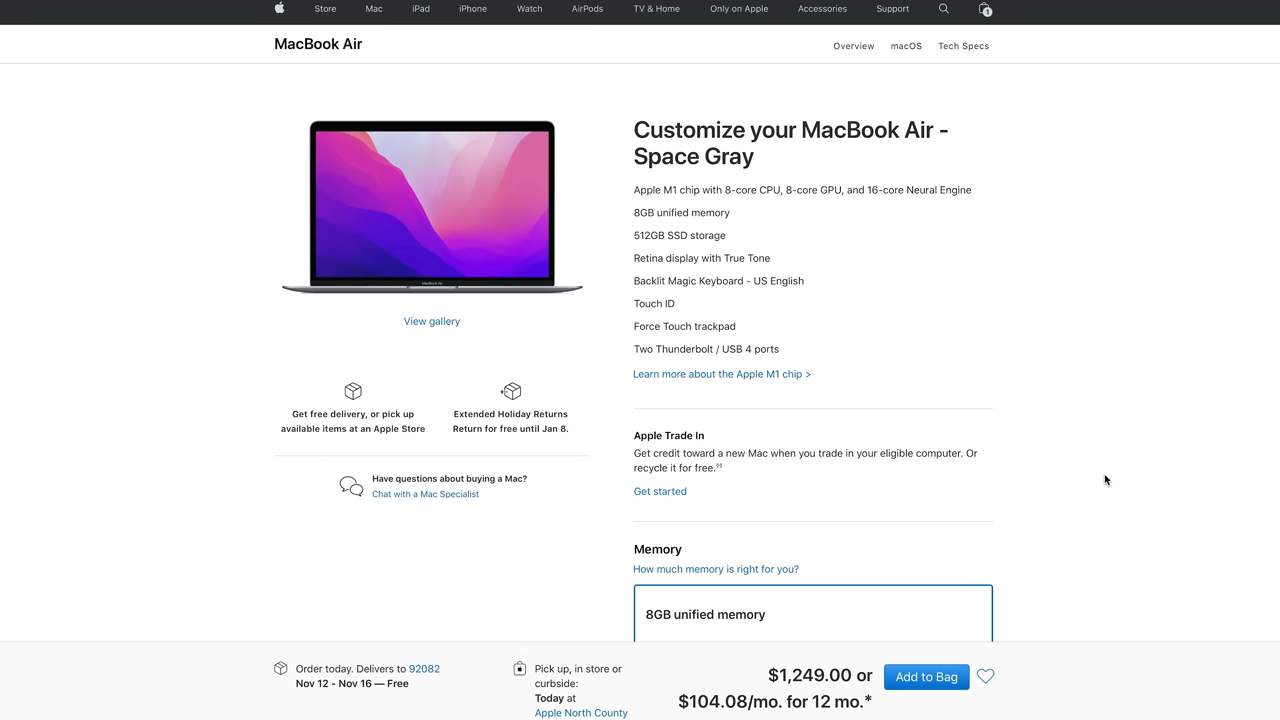 Store Mac iPad iPhone Watch AirPods TV & Home Only on Apple Accessories Support 1
MacBook Air
Overview macOS Tech Specs
MacBook Air
View gallery
Get free delivery, or pick up
available items at an Apple Store
Extended Holiday Returns
Return for free until Jan 8.
Have questions about buying a Mac?
Chat with a Mac Specialist
Customize your MacBook Air -
Space Gray
Apple M1 chip with 8-core CPU, 8-core GPU, and 16-core Neural Engine
8GB unified memory
512GB SSD storage
Retina display with True Tone
Backlit Magic Keyboard - US English
Touch ID
Force Touch trackpad
Two Thunderbolt / USB 4 ports
Learn more about the Apple M1 chip >
Apple Trade In
Get credit toward a new Mac when you trade in your eligible computer. Or
recycle it for free.◊◊
Get started
Memory
How much memory is right for you?
8GB unified memory
Order today. Delivers to 92082
Nov 12 - Nov 16 — Free
Pick up, in store or
curbside:
Today at
Apple North County
$1,249.00 or
$104.08/mo. for 12 mo.*
Add to Bag